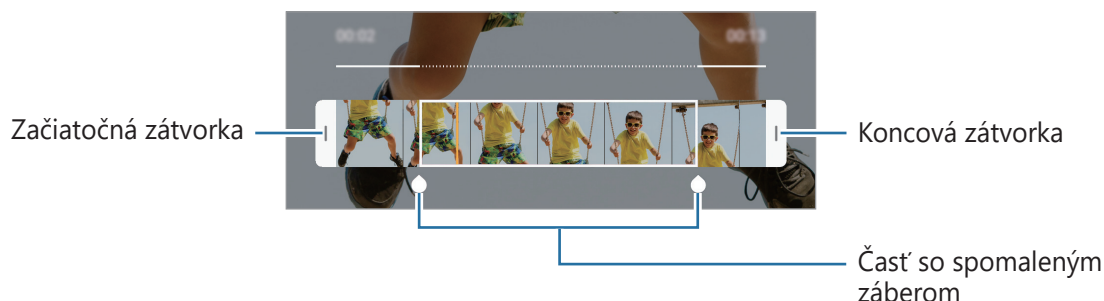 00:02
00:13
Začiatočná zátvorka
Koncová zátvorka
Časť so spomaleným
záberom